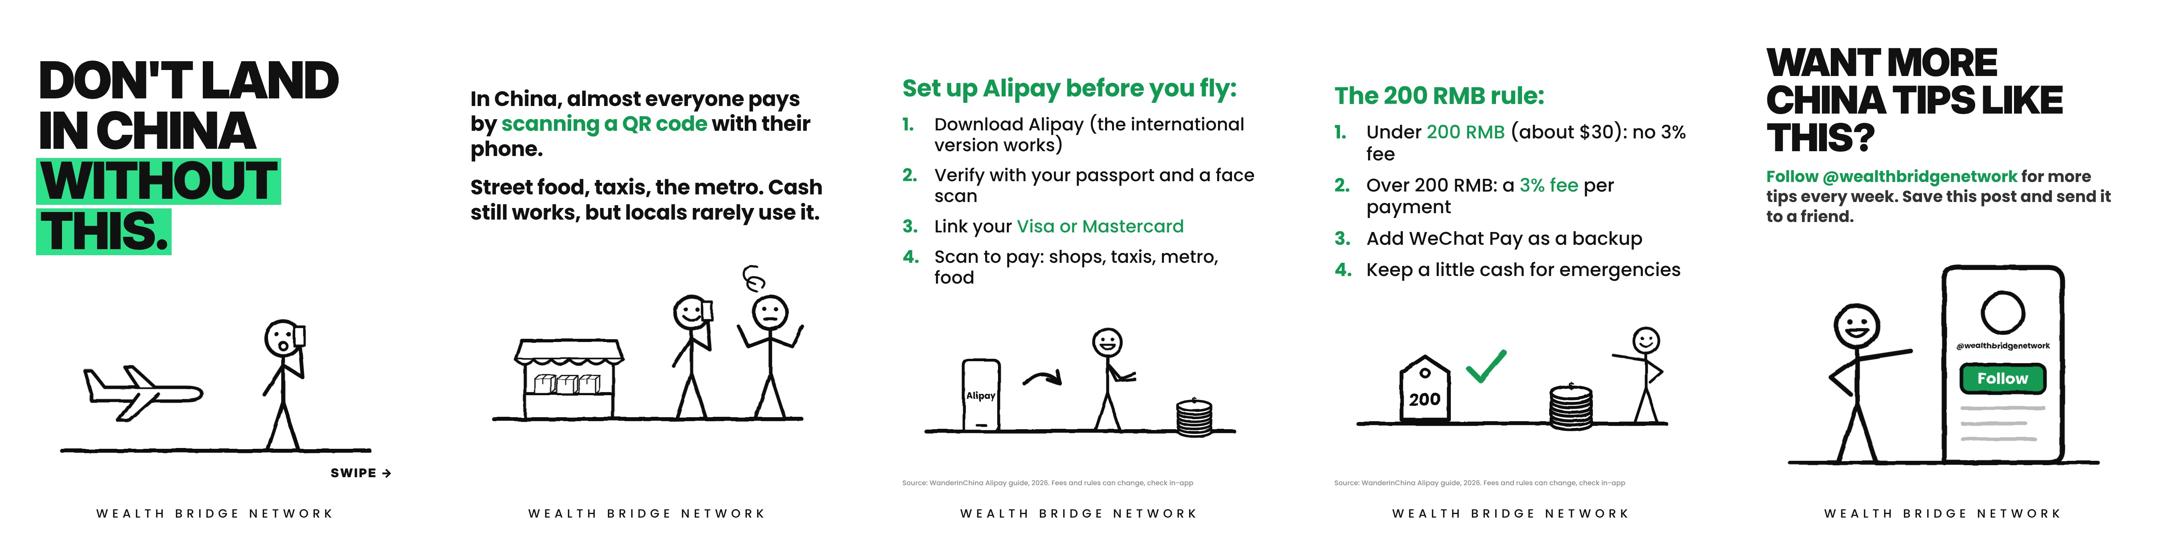 DON'T LAND
IN CHINA
WITHOUT
THIS.
SWIPE →
WEALTH BRIDGE NETWORK
In China, almost everyone pays
by scanning a QR code with their
phone.
Street food, taxis, the metro. Cash
still works, but locals rarely use it.
WEALTH BRIDGE NETWORK
Set up Alipay before you fly:
1. Download Alipay (the international
version works)
2. Verify with your passport and a face
scan
3. Link your Visa or Mastercard
4. Scan to pay: shops, taxis, metro,
food
Alipay
$
Source: WanderInChina Alipay guide, 2026. Fees and rules can change, check in-app
WEALTH BRIDGE NETWORK
The 200 RMB rule:
1. Under 200 RMB (about $30): no 3%
fee
2. Over 200 RMB: a 3% fee per
payment
3. Add WeChat Pay as a backup
4. Keep a little cash for emergencies
200
$
Source: WanderInChina Alipay guide, 2026. Fees and rules can change, check in-app
WEALTH BRIDGE NETWORK
WANT MORE
CHINA TIPS LIKE
THIS?
Follow @wealthbridgenetwork for more
tips every week. Save this post and send it
to a friend.
@wealthbridgenetwork
Follow
WEALTH BRIDGE NETWORK